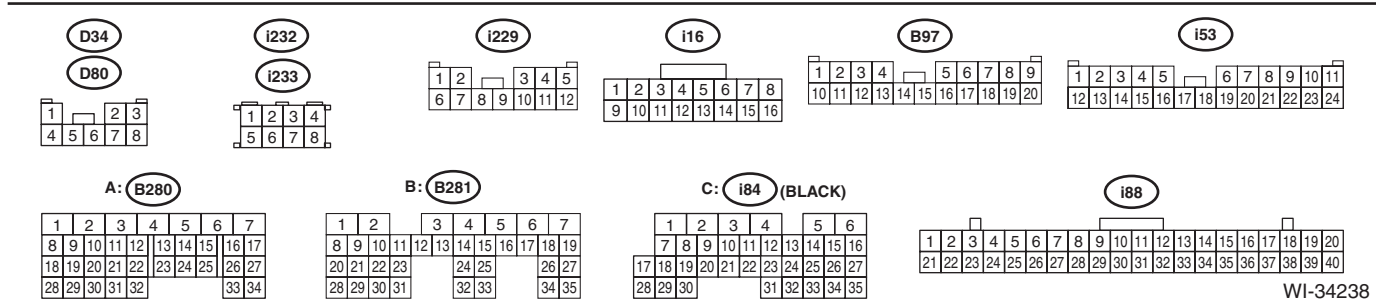 D34 i232 i229 i16 B97 i53
D80 i233
1 2 3 4 5 6 7 8
1 2 3 4 5 6 7 8
1 2 3 4 5 6 7 8 9 10 11 12
1 2 3 4 5 6 7 8 9 10 11 12 13 14 15 16
1 2 3 4 5 6 7 8 9 10 11 12 13 14 15 16 17 18 19 20
1 2 3 4 5 6 7 8 9 10 11 12 13 14 15 16 17 18 19 20 21 22 23 24
A: B280
1 2 3 4 5 6 7
8 9 10 11 12 13 14 15 16 17
18 19 20 21 22 23 24 25 26 27
28 29 30 31 32 33 34
B: B281
1 2 3 4 5 6 7
8 9 10 11 12 13 14 15 16 17 18 19
20 21 22 23 24 25 26 27
28 29 30 31 32 33 34 35
C: i84 (BLACK)
1 2 3 4 5 6
7 8 9 10 11 12 13 14 15 16
17 18 19 20 21 22 23 24 25 26 27
28 29 30 31 32 33 34 35
i88
1 2 3 4 5 6 7 8 9 10 11 12 13 14 15 16 17 18 19 20
21 22 23 24 25 26 27 28 29 30 31 32 33 34 35 36 37 38 39 40
WI-34238